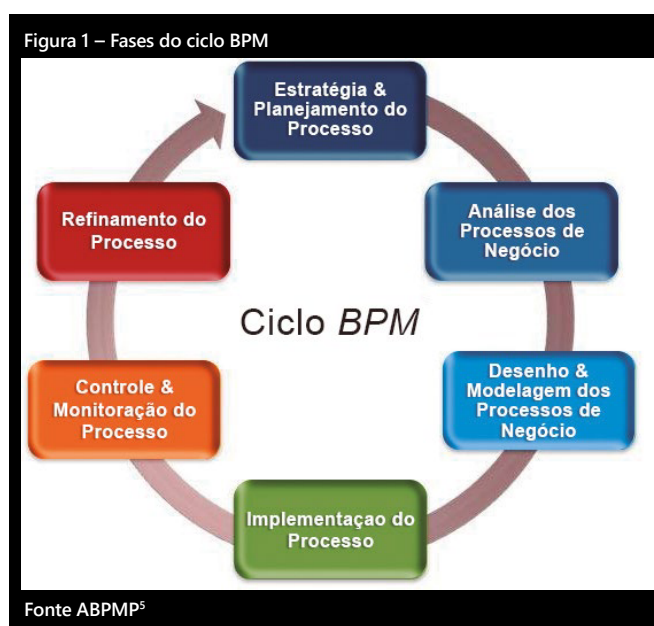 Figura 1 – Fases do ciclo BPM
Estratégia &
Planejamento do
Processo
Análise dos
Processos de
Negócio
Desenho &
Modelagem dos
Processos de
Negócio
Implementaçao do
Processo
Controle &
Monitoração do
Processo
Refinamento do
Processo
Ciclo BPM
Fonte ABPMP⁵